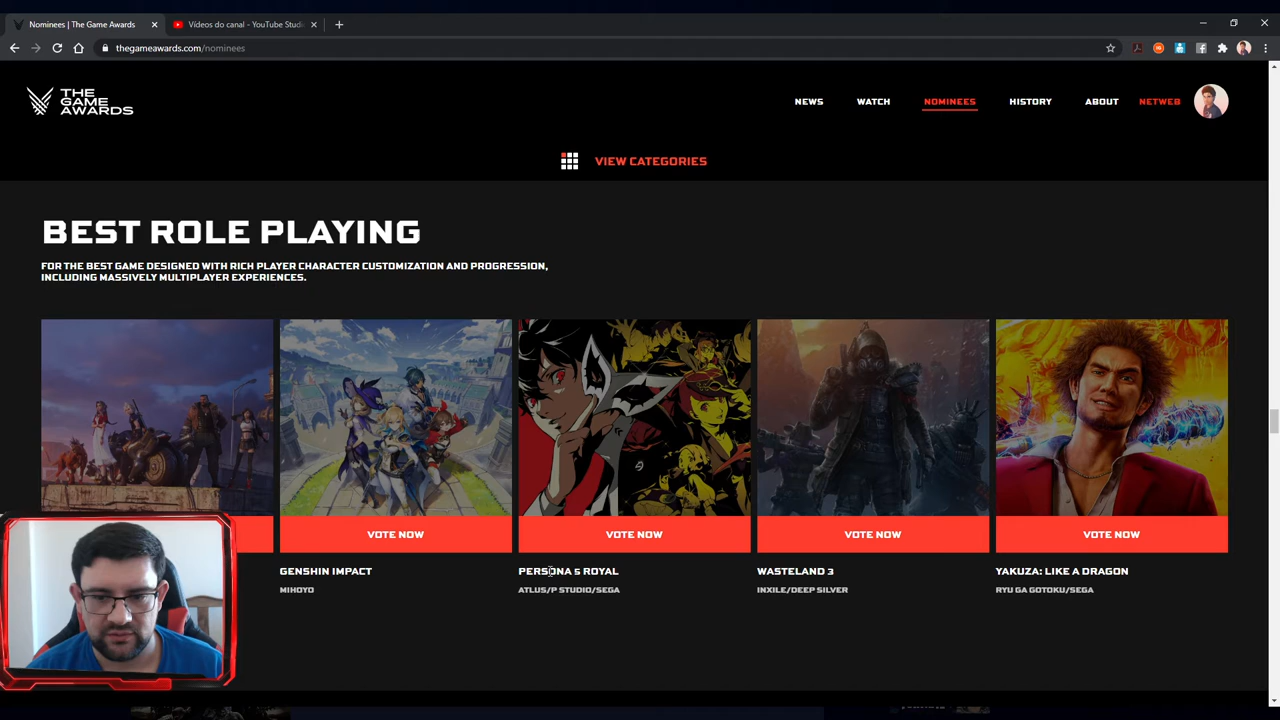 Nominees | The Game Awards
Vídeos do canal - YouTube Studi
thegameawards.com/nominees
THE
GAME
AWARDS
NEWS
WATCH
NOMINEES
HISTORY
ABOUT
NETWEB
VIEW CATEGORIES
BEST ROLE PLAYING
FOR THE BEST GAME DESIGNED WITH RICH PLAYER CHARACTER CUSTOMIZATION AND PROGRESSION,
INCLUDING MASSIVELY MULTIPLAYER EXPERIENCES.
VOTE NOW
VOTE NOW
VOTE NOW
VOTE NOW
GENSHIN IMPACT
PERSONA 5 ROYAL
WASTELAND 3
YAKUZA: LIKE A DRAGON
MIHOYO
ATLUS/P STUDIO/SEGA
INXILE/DEEP SILVER
RYU GA GOTOKU/SEGA